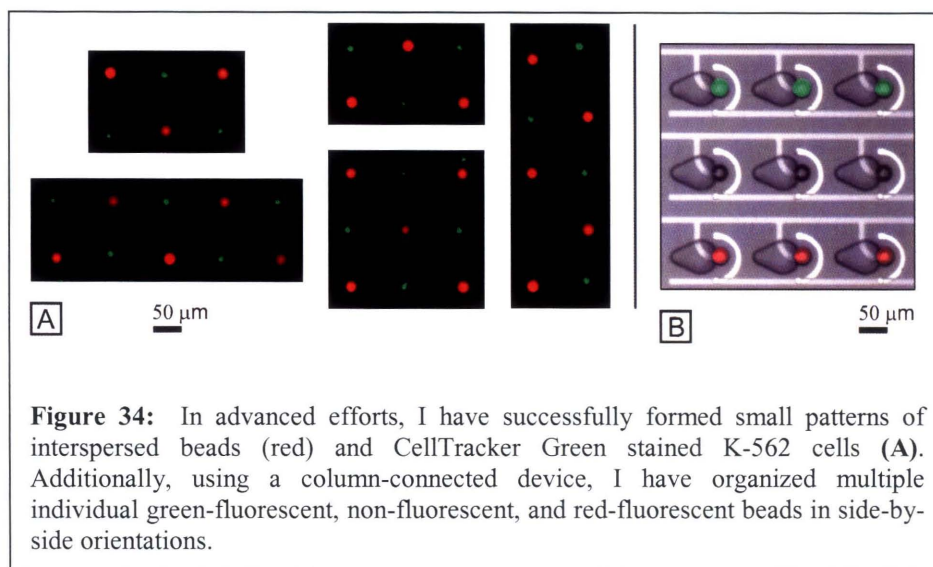 A
50 μm
B
50 μm
Figure 34: In advanced efforts, I have successfully formed small patterns of
interspersed beads (red) and CellTracker Green stained K-562 cells (A).
Additionally, using a column-connected device, I have organized multiple
individual green-fluorescent, non-fluorescent, and red-fluorescent beads in side-by-
side orientations.